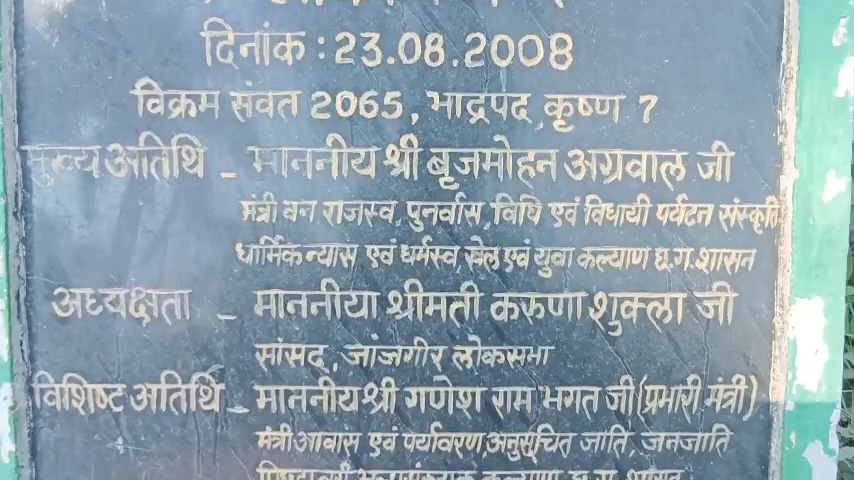 दिनांक : 23.08.2008
विक्रम संवत 2065, भाद्रपद, कृष्ण 7
मुख्य अतिथि - माननीय श्री बृजमोहन अग्रवाल जी
मंत्री वन राजस्व, पुनर्वास, विधि एवं विधायी पर्यटन संस्कृति
धार्मिक न्यास एवं धर्मस्व, खेल एवं युवा कल्याण छ.ग. शासन
अध्यक्षता - माननीया श्रीमती करुणा शुक्ला जी
सांसद, जांजगीर लोकसभा
विशिष्ट अतिथि - माननीय श्री गणेश राम भगत जी (प्रभारी मंत्री)
मंत्री आवास एवं पर्यावरण, अनुसूचित जाति, जनजाति